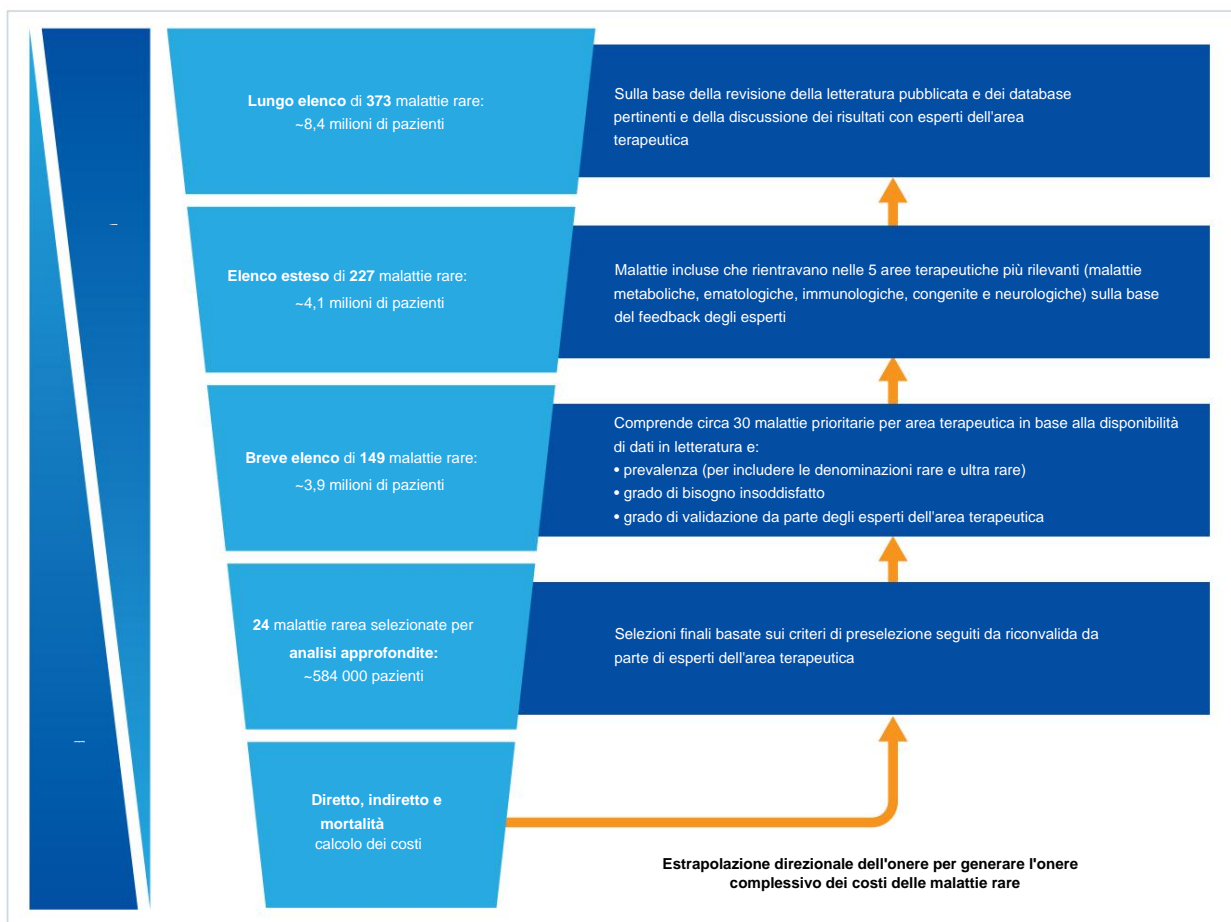 Lungo elenco di 373 malattie rare:
~8,4 milioni di pazienti
Sulla base della revisione della letteratura pubblicata e dei database
pertinenti e della discussione dei risultati con esperti dell'area
terapeutica
Elenco esteso di 227 malattie rare:
~4,1 milioni di pazienti
Malattie incluse che rientravano nelle 5 aree terapeutiche più rilevanti (malattie
metaboliche, ematologiche, immunologiche, congenite e neurologiche) sulla base
del feedback degli esperti
Breve elenco di 149 malattie rare:
~3,9 milioni di pazienti
Comprende circa 30 malattie prioritarie per area terapeutica in base alla disponibilità
di dati in letteratura e:
• prevalenza (per includere le denominazioni rare e ultra rare)
• grado di bisogno insoddisfatto
• grado di validazione da parte degli esperti dell'area terapeutica
24 malattie rarea selezionate per
analisi approfondite:
~584 000 pazienti
Selezioni finali basate sui criteri di preselezione seguiti da riconvalida da
parte di esperti dell'area terapeutica
Diretto, indiretto e
mortalità
calcolo dei costi
Estrapolazione direzionale dell'onere per generare l'onere
complessivo dei costi delle malattie rare